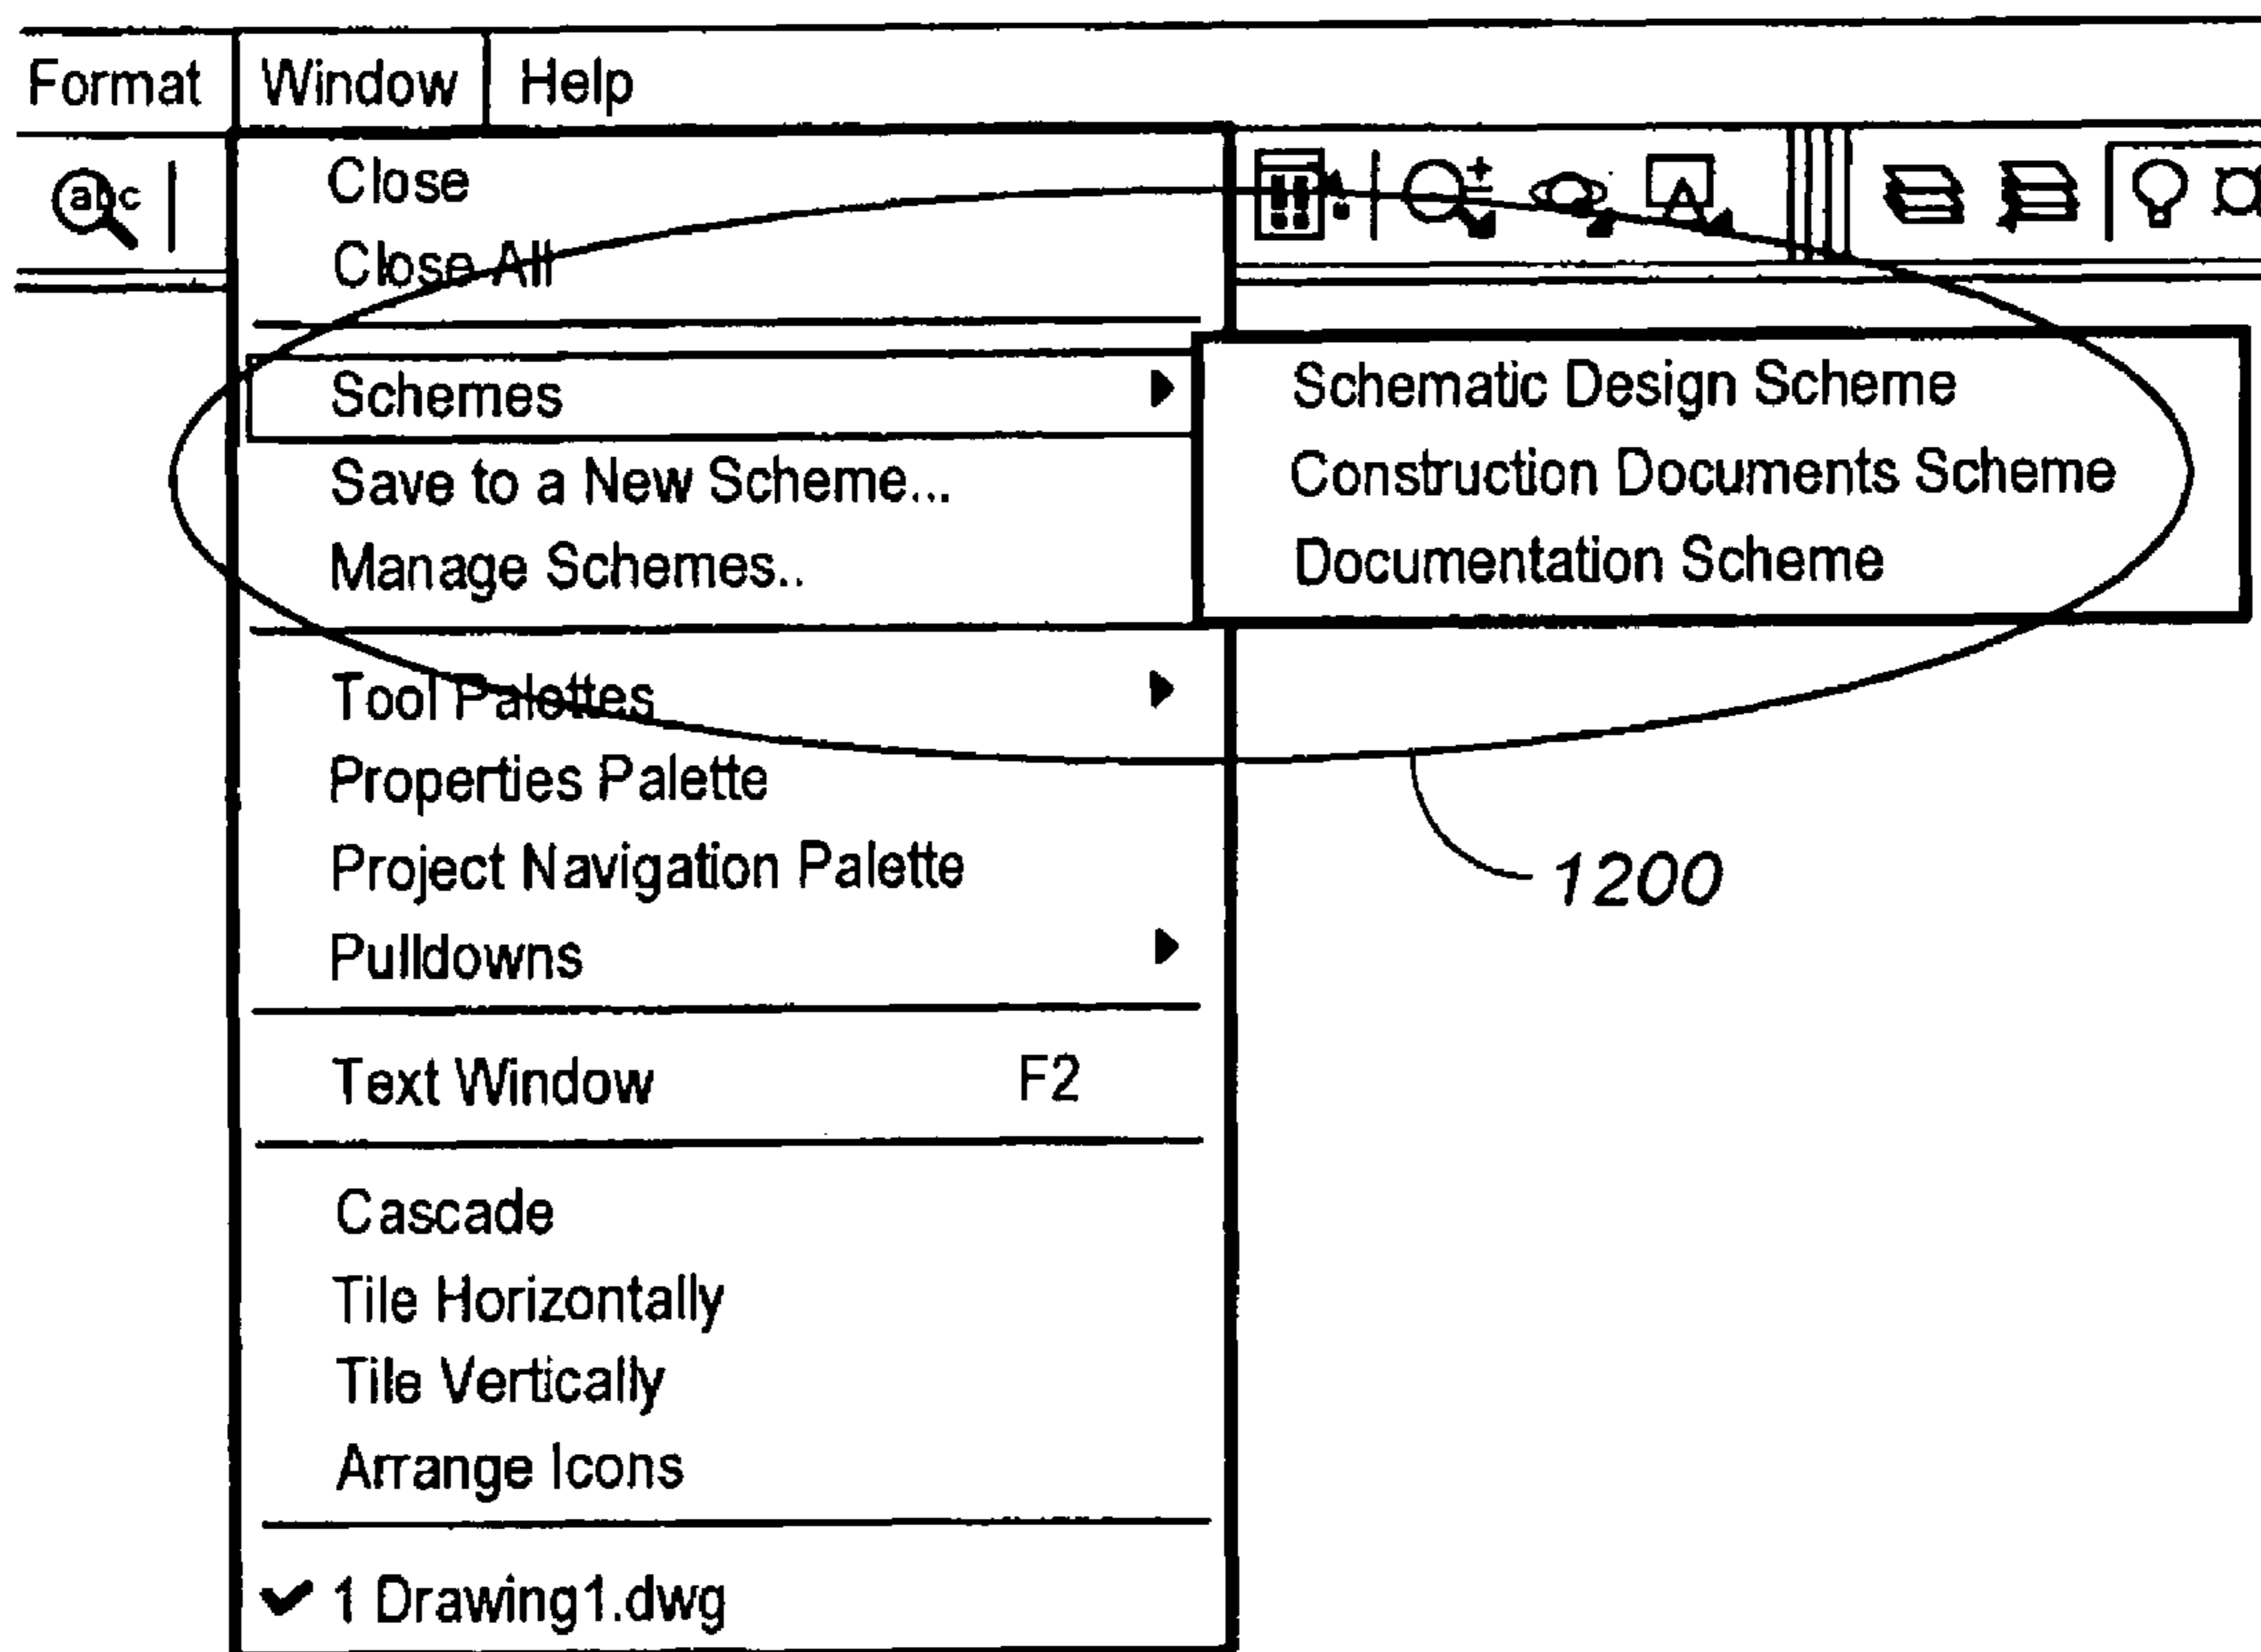 Format Window Help
abc
Close
Close All
Schemes
Save to a New Scheme...
Manage Schemes..
Schematic Design Scheme
Construction Documents Scheme
Documentation Scheme
Tool Palettes
Properties Palette
Project Navigation Palette
Pulldowns
1200
Text Window F2
Cascade
Tile Horizontally
Tile Vertically
Arrange Icons
1 Drawing1.dwg